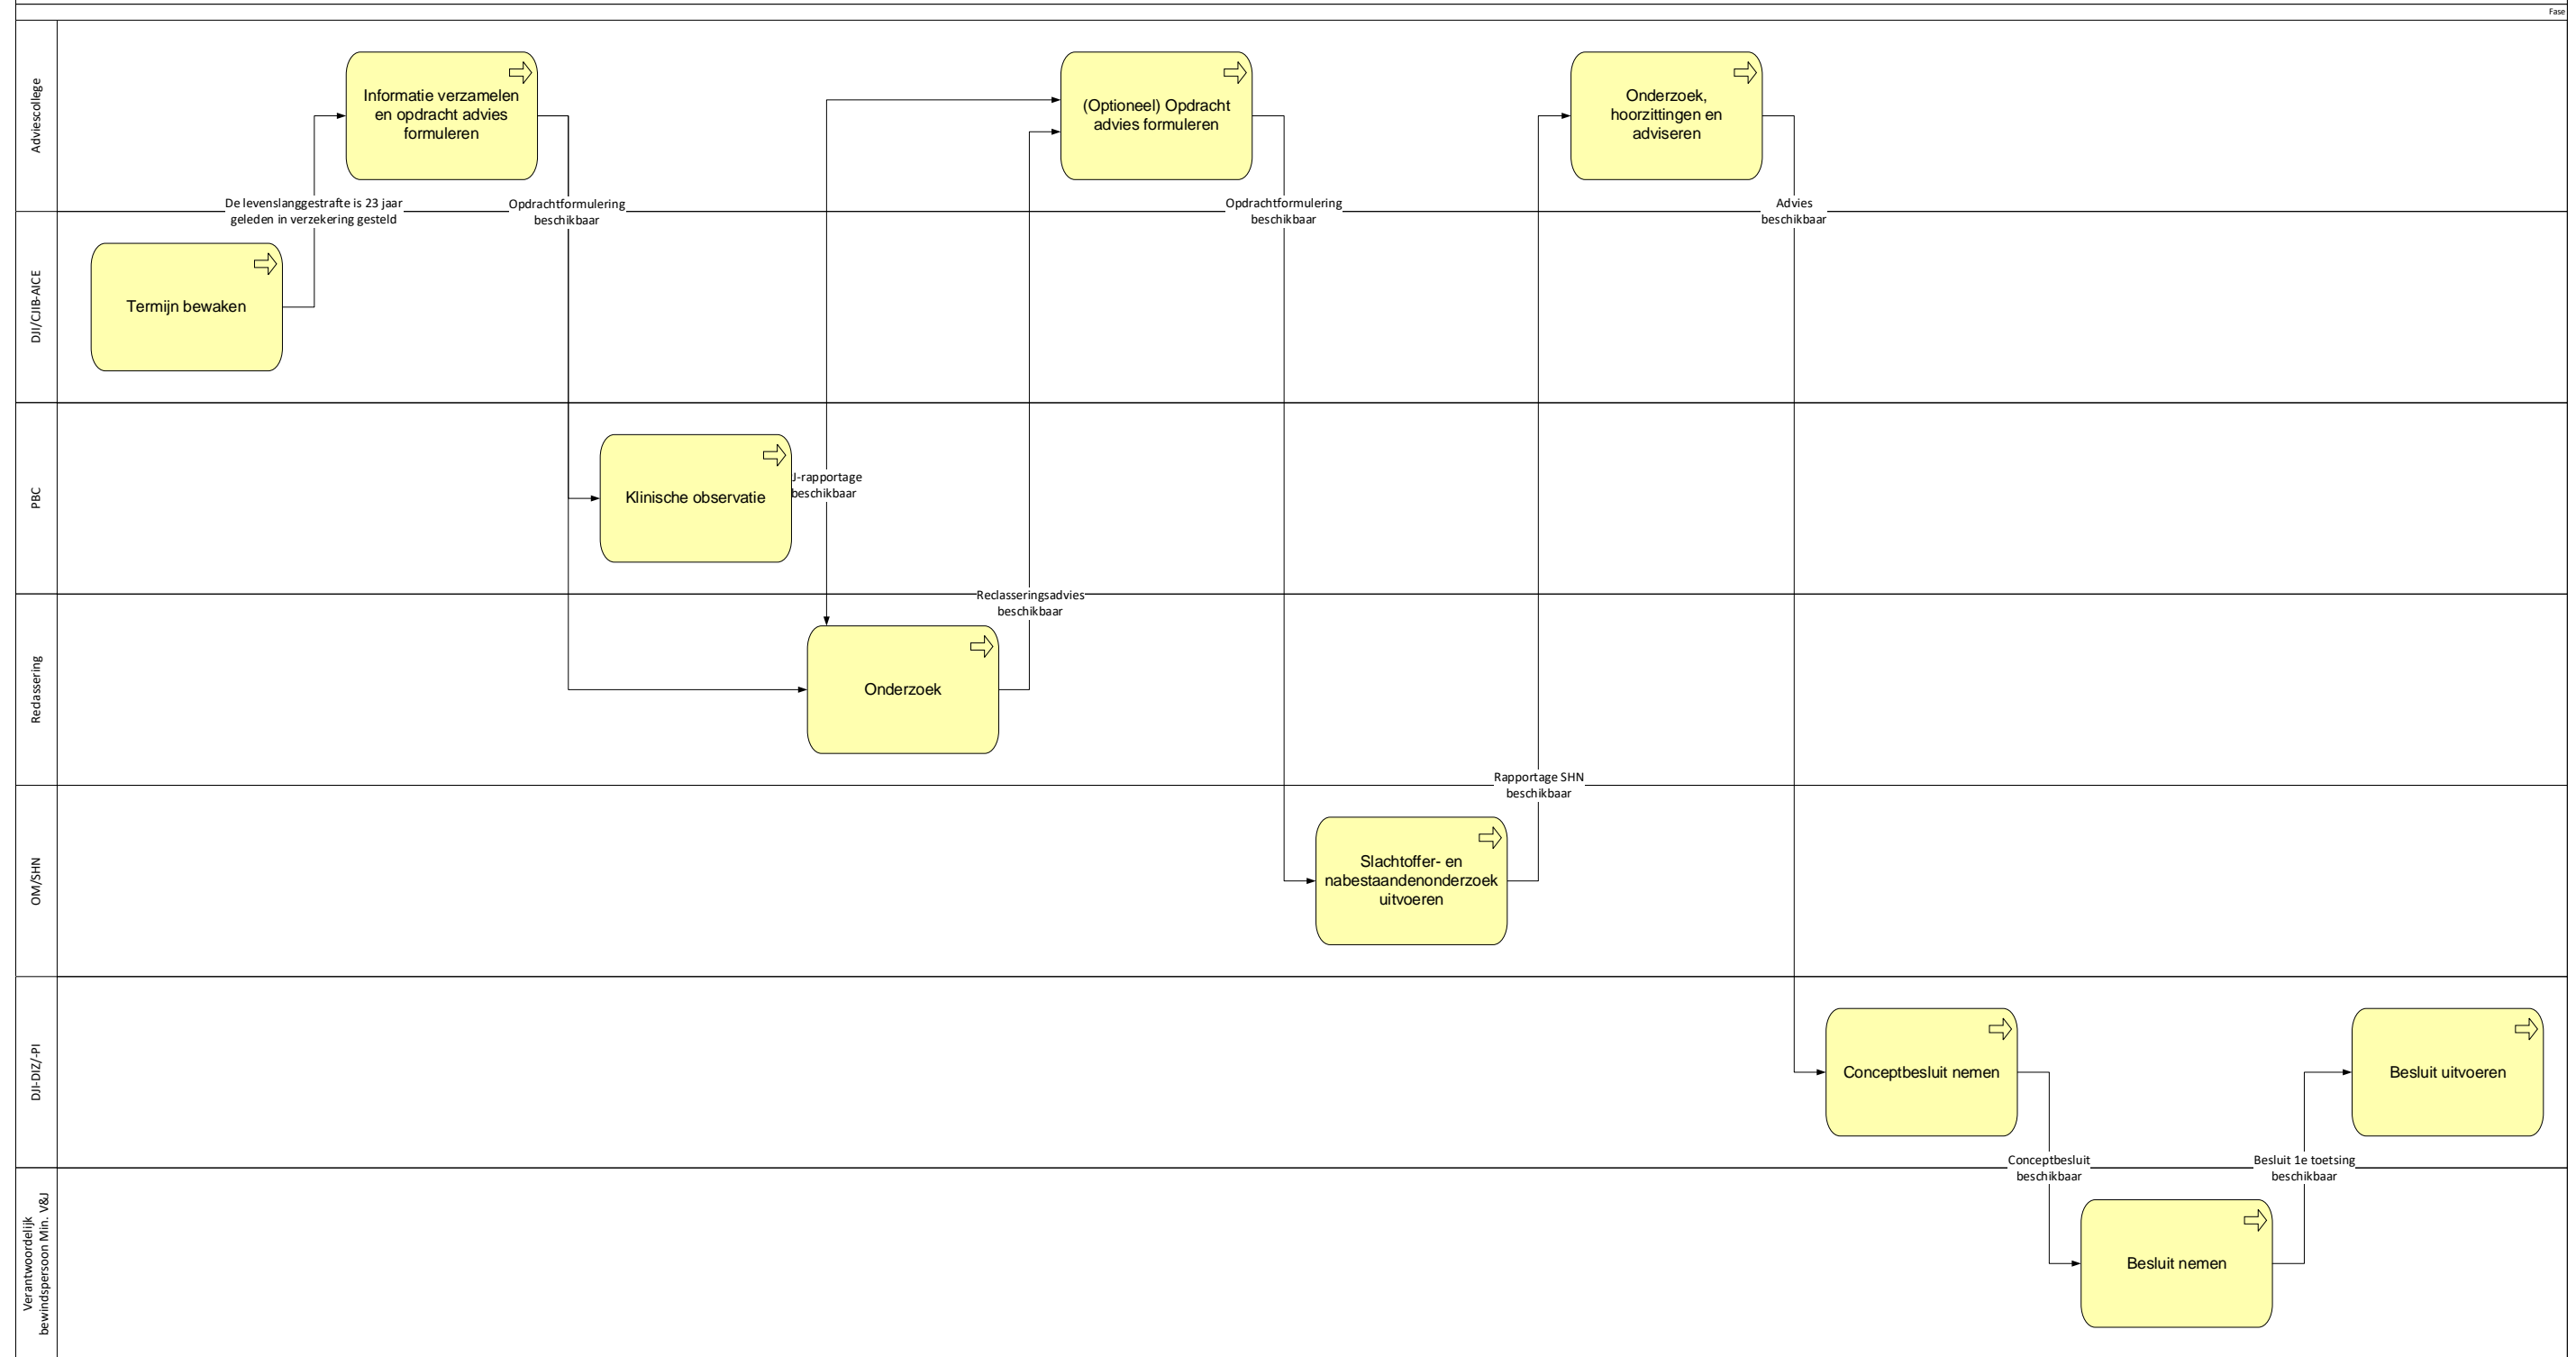 Fase
Adviescollege
Informatie verzamelen
en opdracht advies
formuleren
(Optioneel) Opdracht
advies formuleren
Onderzoek,
hoorzittingen en
adviseren
De levenslanggestrafte is 23 jaar
geleden in verzekering gesteld
Opdrachtformulering
beschikbaar
Opdrachtformulering
beschikbaar
Advies
beschikbaar
DJI/CJIB-AICE
Termijn bewaken
PBC
Klinische observatie
J-rapportage
beschikbaar
Reclasseringsadvies
beschikbaar
Reclassering
Onderzoek
Rapportage SHN
beschikbaar
OM/SHN
Slachtoffer- en
nabestaandenonderzoek
uitvoeren
DJI-DIZ/-PI
Conceptbesluit nemen
Besluit uitvoeren
Conceptbesluit
beschikbaar
Besluit 1e toetsing
beschikbaar
Verantwoordelijk
bewindspersoon Min. V&J
Besluit nemen